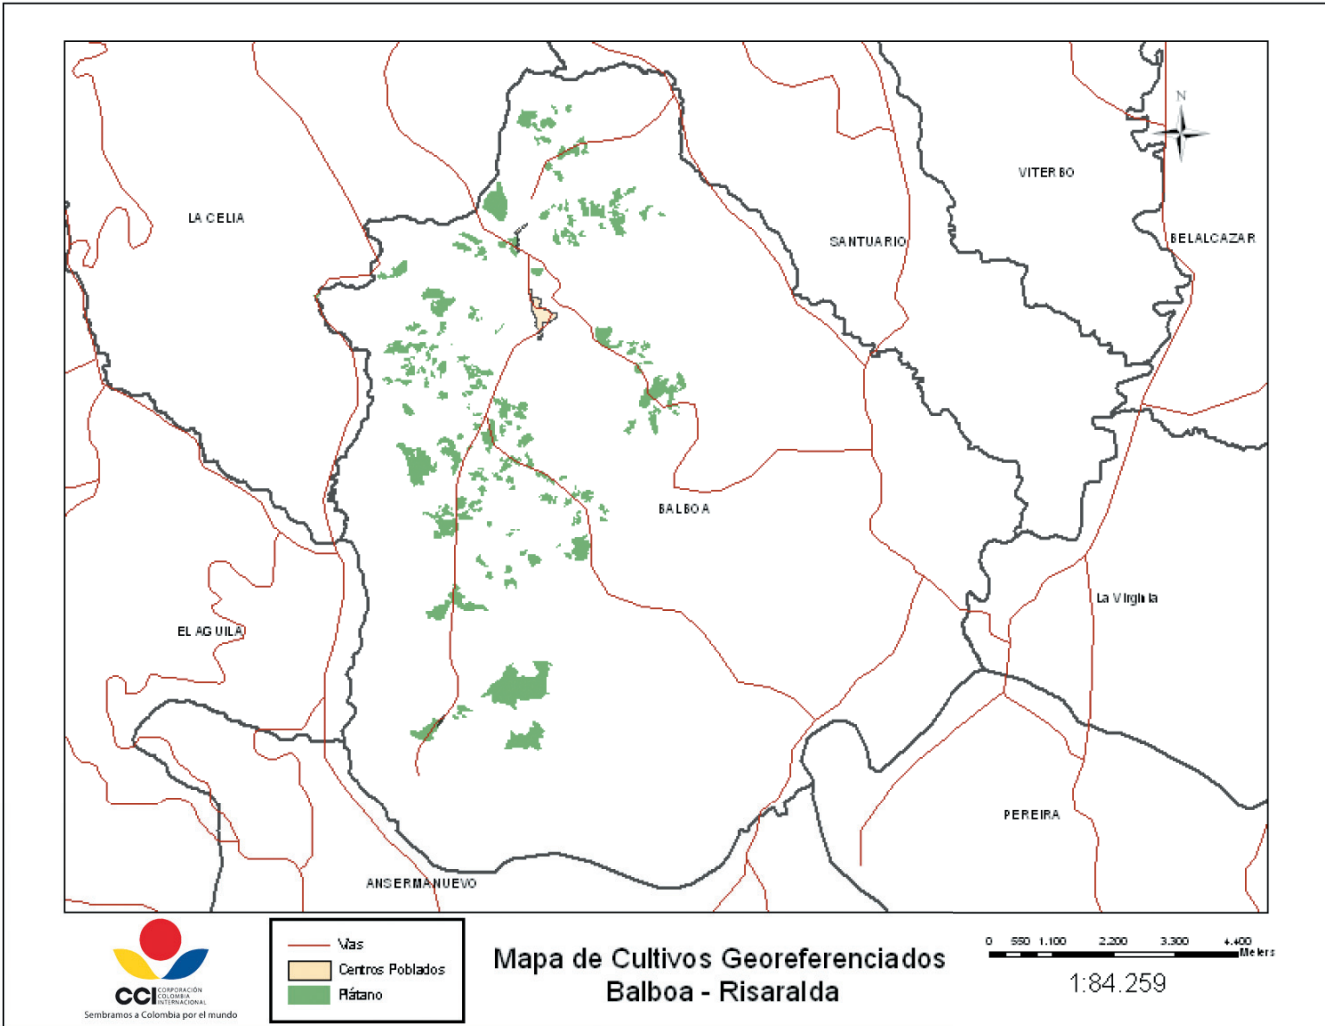 N
VITERBO
LA CELIA
SANTUARIO
BELALCAZAR
BALBOA
La Virginia
EL AGUILA
PEREIRA
ANSERMANUEVO
CCI CORPORACIÓN
COLOMBIA
INTERNACIONAL
Sembramos a Colombia por el mundo
Vías
Centros Poblados
Plátano
Mapa de Cultivos Georeferenciados
Balboa - Risaralda
0 550 1.100 2.200 3.300 4.400
Meters
1:84.259